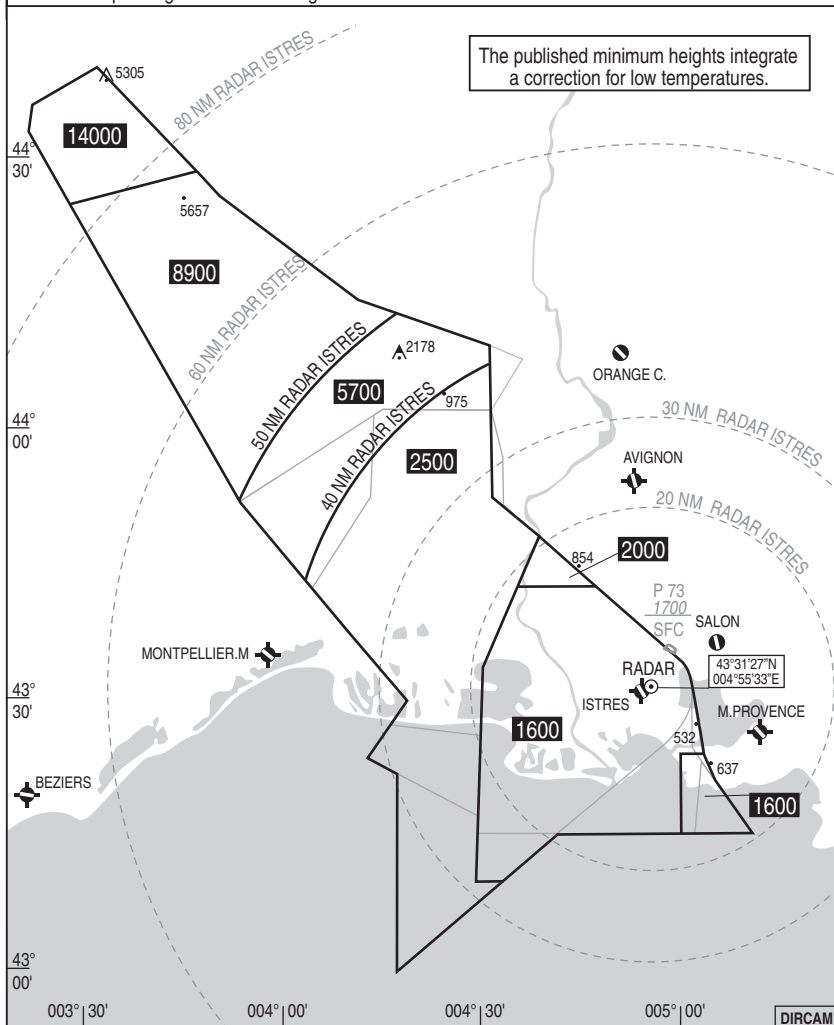 The published minimum heights integrate
a correction for low temperatures.
5305
80 NM RADAR ISTRES
14000
44°
30'
5657
8900
60 NM RADAR ISTRES
50 NM RADAR ISTRES
2178
ORANGE C.
5700
975
40 NM RADAR ISTRES
30 NM RADAR ISTRES
44°
00'
2500
AVIGNON
20 NM RADAR ISTRES
2000
854
P 73
1700
SFC
SALON
MONTPELLIER.M
RADAR
43°31'27"N
004°55'33"E
43°
30'
ISTRES
M.PROVENCE
1600
532
637
BEZIERS
1600
43°
00'
003° 30'
004° 00'
004° 30'
005° 00'
DIRCAM